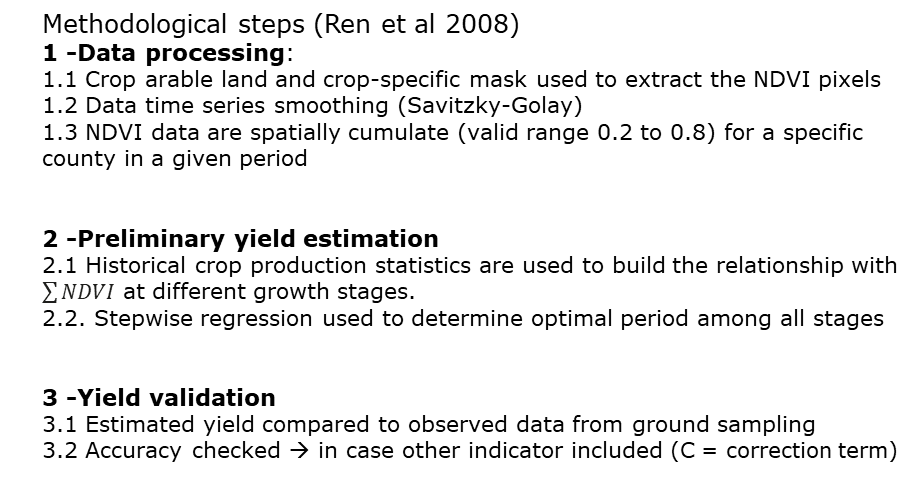 Methodological steps (Ren et al 2008)
1 -Data processing:
1.1 Crop arable land and crop-specific mask used to extract the NDVI pixels
1.2 Data time series smoothing (Savitzky-Golay)
1.3 NDVI data are spatially cumulate (valid range 0.2 to 0.8) for a specific
county in a given period
2 -Preliminary yield estimation
2.1 Historical crop production statistics are used to build the relationship with
∑NDVI at different growth stages.
2.2. Stepwise regression used to determine optimal period among all stages
3 -Yield validation
3.1 Estimated yield compared to observed data from ground sampling
3.2 Accuracy checked → in case other indicator included (C = correction term)